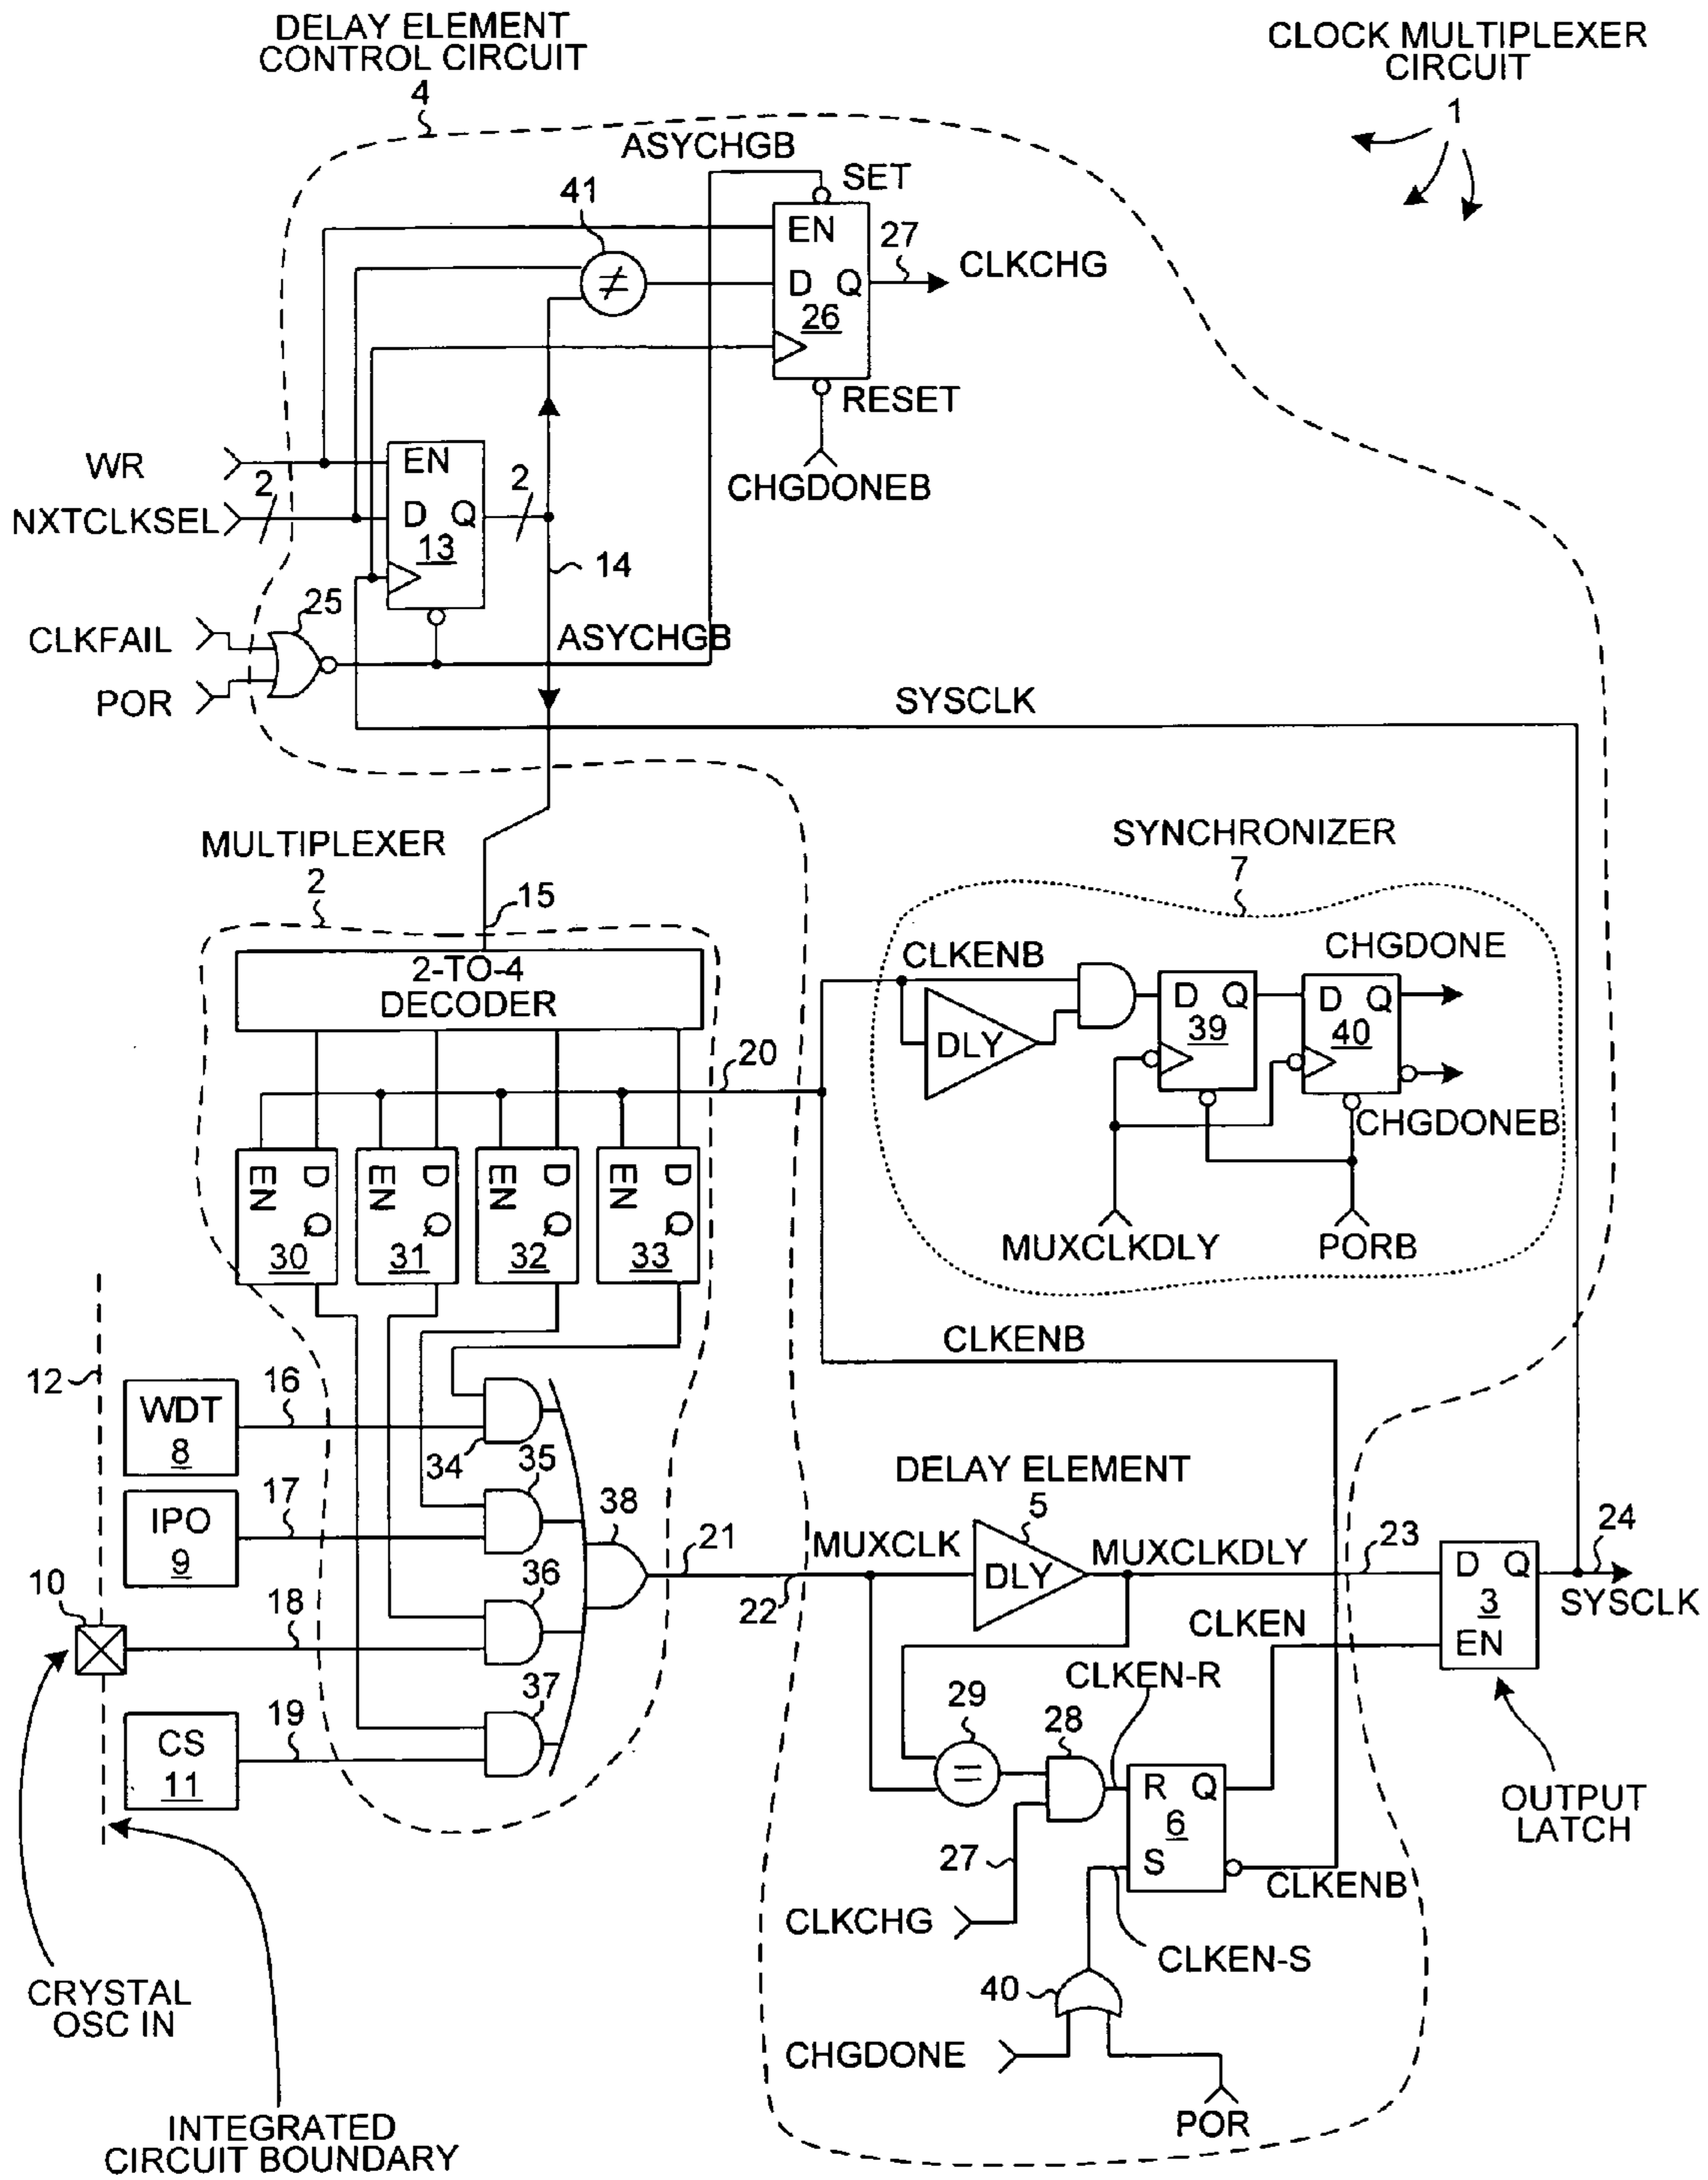 DELAY ELEMENT
CONTROL CIRCUIT
4
CLOCK MULTIPLEXER
CIRCUIT
1
ASYCHGB
SET
41
EN
≠
D Q
26
27
CLKCHG
RESET
CHGDONEB
WR
2
NXTCLKSEL
EN
D Q
13
2
14
CLKFAIL
25
POR
ASYCHGB
SYSCLK
MULTIPLEXER
2
15
2-TO-4
DECODER
SYNCHRONIZER
7
CLKENB
DLY
D Q
39
D Q
40
CHGDONE
CHGDONEB
MUXCLKDLY
PORB
20
EN D Q
30
EN D Q
31
EN D Q
32
EN D Q
33
CLKENB
12
WDT
8
16
34
IPO
9
17
35
38
10
18
36
CS
11
19
37
21
22
MUXCLK
DELAY ELEMENT
5
DLY
MUXCLKDLY
23
D Q
3
EN
24
SYSCLK
CLKEN
CLKEN-R
29
=
28
R Q
6
S
27
CLKCHG
CLKENB
CLKEN-S
40
CHGDONE
POR
OUTPUT
LATCH
CRYSTAL
OSC IN
INTEGRATED
CIRCUIT BOUNDARY